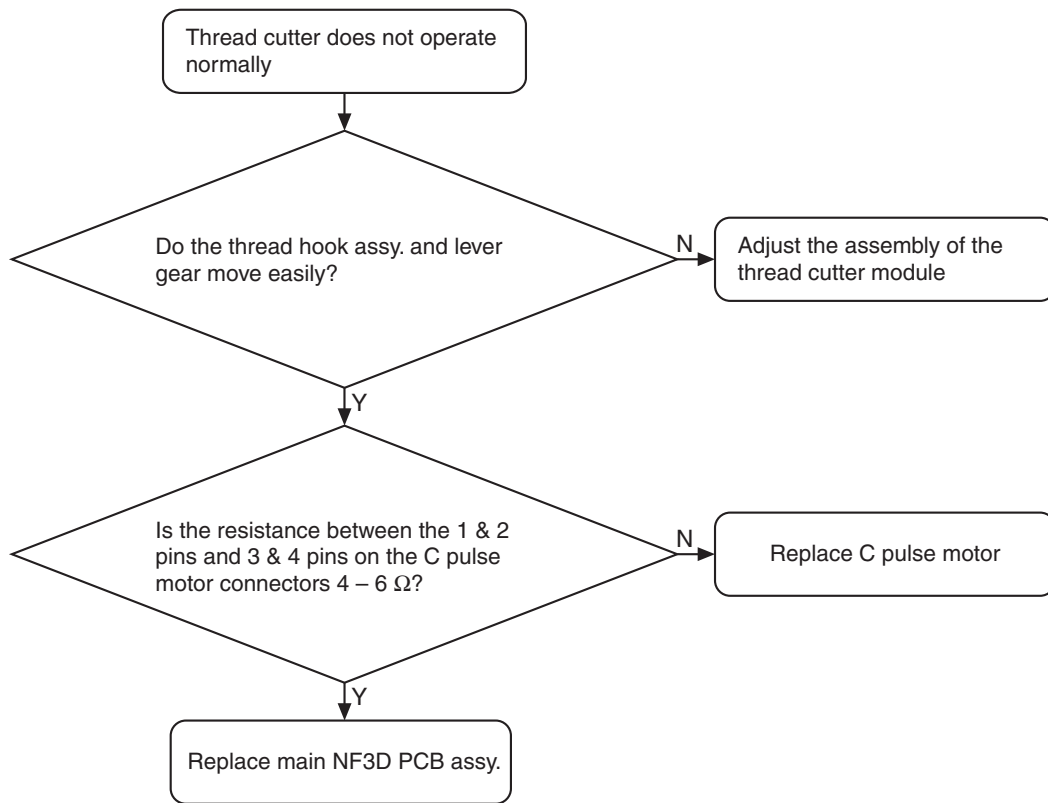 Thread cutter does not operate
normally
Do the thread hook assy. and lever
gear move easily?
N
Adjust the assembly of the
thread cutter module
Y
Is the resistance between the 1 & 2
pins and 3 & 4 pins on the C pulse
motor connectors 4 – 6 Ω?
N
Replace C pulse motor
Y
Replace main NF3D PCB assy.